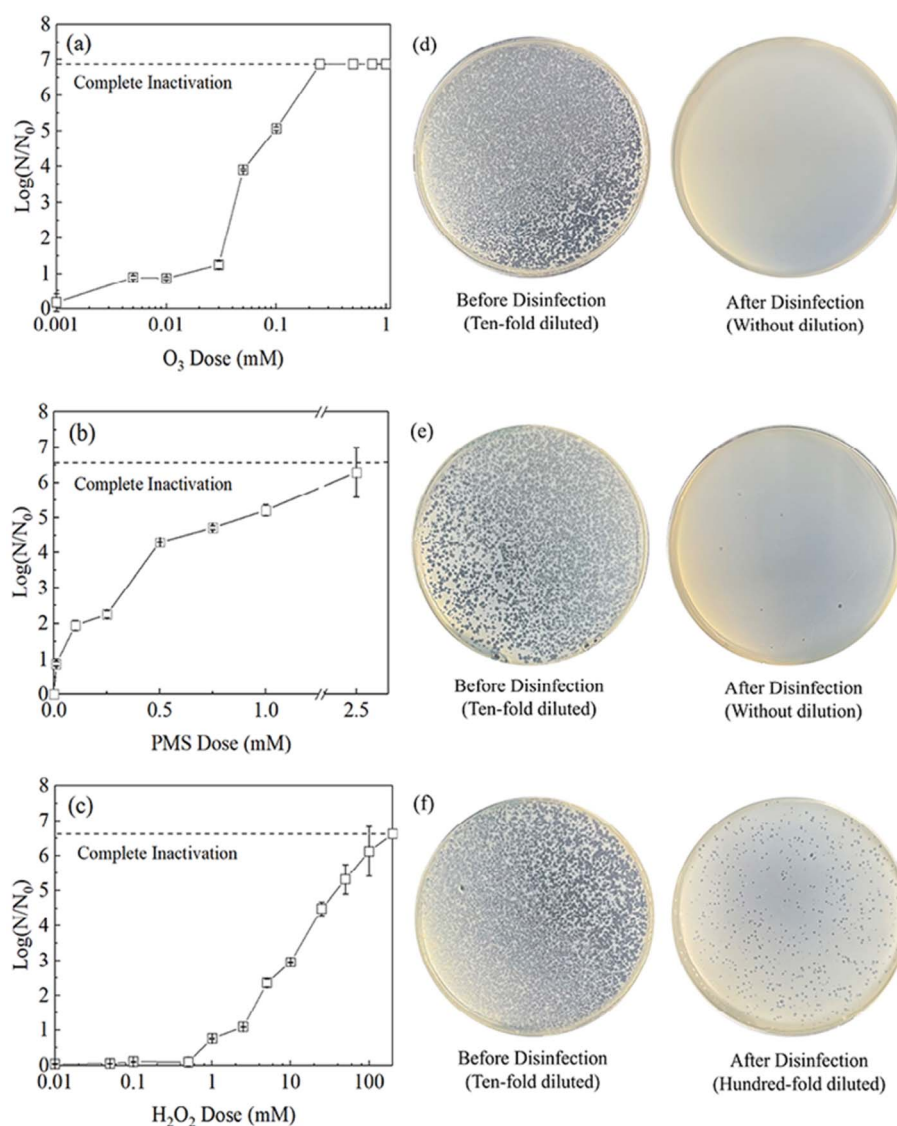 (a)
8
7
6
5
4
3
2
1
0
Complete Inactivation
Log(N/N0)
0.001 0.01 0.1 1
O3 Dose (mM)
(d)
Before Disinfection
(Ten-fold diluted)
After Disinfection
(Without dilution)
(b)
8
7
6
5
4
3
2
1
0
Complete Inactivation
Log(N/N0)
0.0 0.5 1.0 2.5
PMS Dose (mM)
(e)
Before Disinfection
(Ten-fold diluted)
After Disinfection
(Without dilution)
(c)
8
7
6
5
4
3
2
1
0
Complete Inactivation
Log(N/N0)
0.01 0.1 1 10 100
H2O2 Dose (mM)
(f)
Before Disinfection
(Ten-fold diluted)
After Disinfection
(Hundred-fold diluted)